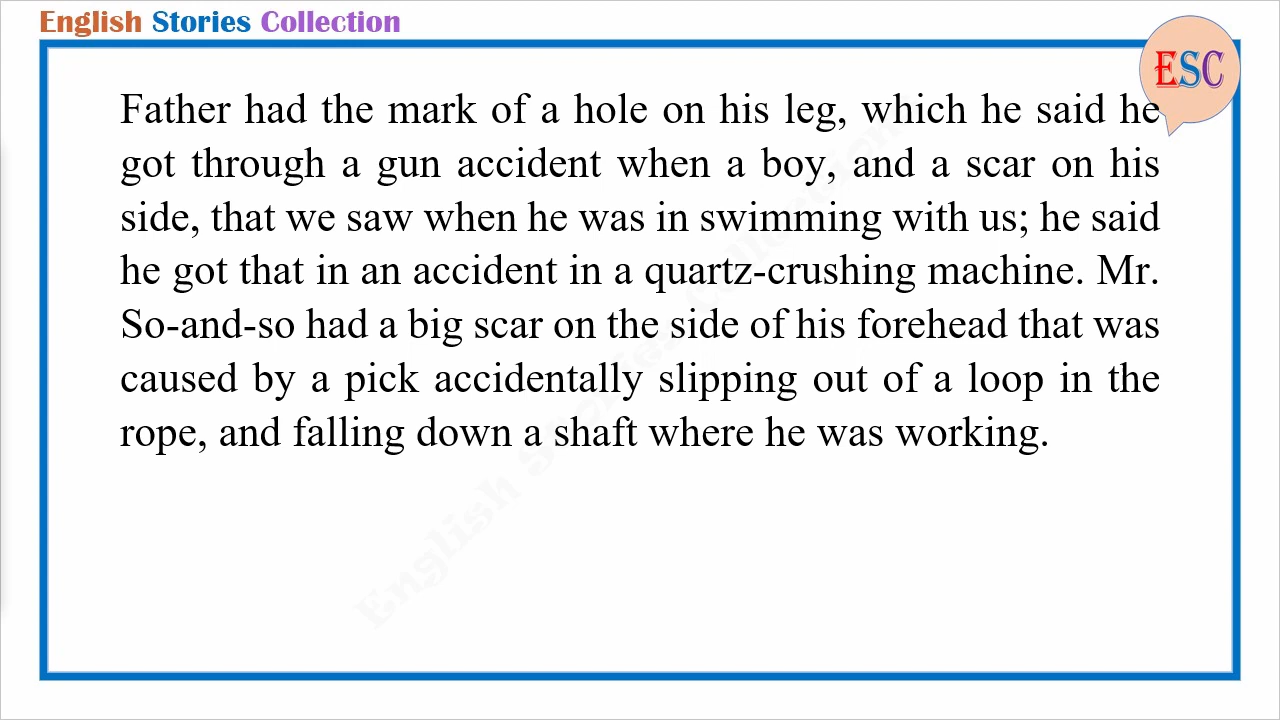 English Stories Collection
ESC
Father had the mark of a hole on his leg, which he said he
got through a gun accident when a boy, and a scar on his
side, that we saw when he was in swimming with us; he said
he got that in an accident in a quartz-crushing machine. Mr.
So-and-so had a big scar on the side of his forehead that was
caused by a pick accidentally slipping out of a loop in the
rope, and falling down a shaft where he was working.
English Stories Collection